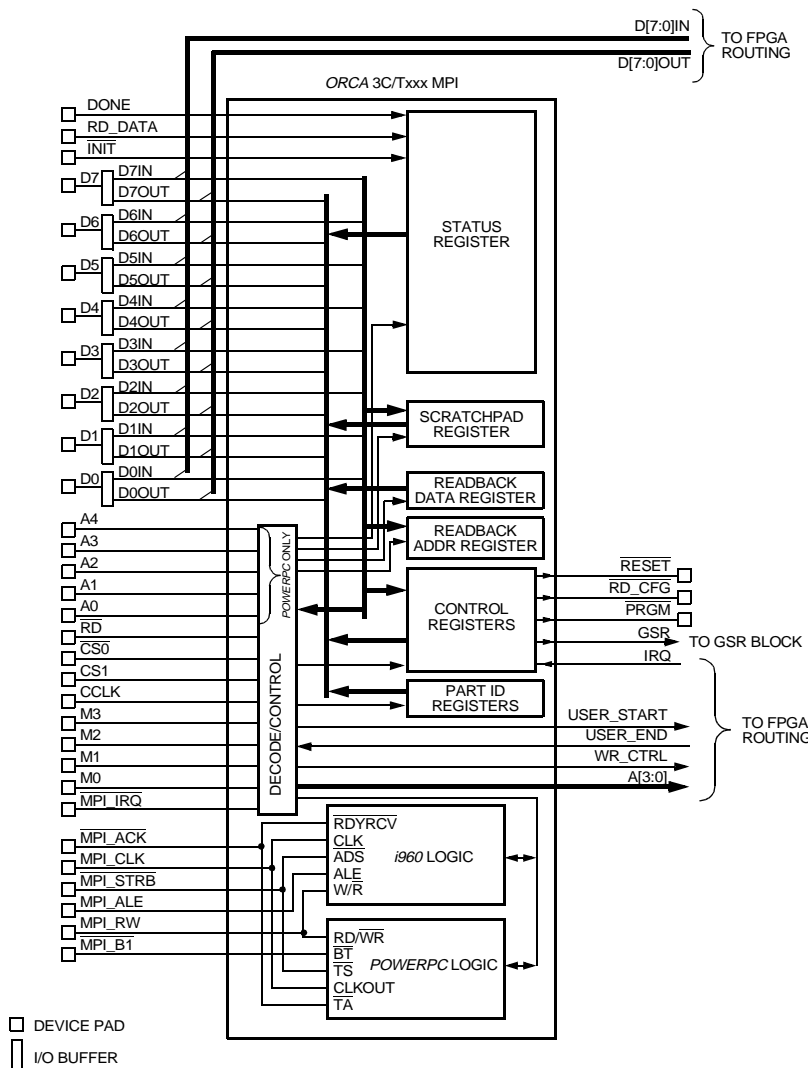 D[7:0]IN
D[7:0]OUT
TO FPGA
ROUTING
ORCA 3C/Txxx MPI
DONE
RD_DATA
INIT
D7
D7IN
D7OUT
D6
D6IN
D6OUT
D5
D5IN
D5OUT
D4
D4IN
D4OUT
D3
D3IN
D3OUT
D2
D2IN
D2OUT
D1
D1IN
D1OUT
D0
D0IN
D0OUT
STATUS
REGISTER
SCRATCHPAD
REGISTER
READBACK
DATA REGISTER
READBACK
ADDR REGISTER
CONTROL
REGISTERS
PART ID
REGISTERS
A4
A3
A2
A1
A0
RD
CS0
CS1
CCLK
M3
M2
M1
M0
MPI_IRQ
POWERPC ONLY
DECODE/CONTROL
RESET
RD_CFG
PRGM
GSR
TO GSR BLOCK
IRQ
USER_START
USER_END
WR_CTRL
A[3:0]
TO FPGA
ROUTING
MPI_ACK
MPI_CLK
MPI_STRB
MPI_ALE
MPI_RW
MPI_B1
RDYRCV
CLK
ADS
ALE
W/R
i960 LOGIC
RD/WR
BT
TS
CLKOUT
TA
POWERPC LOGIC
DEVICE PAD
I/O BUFFER